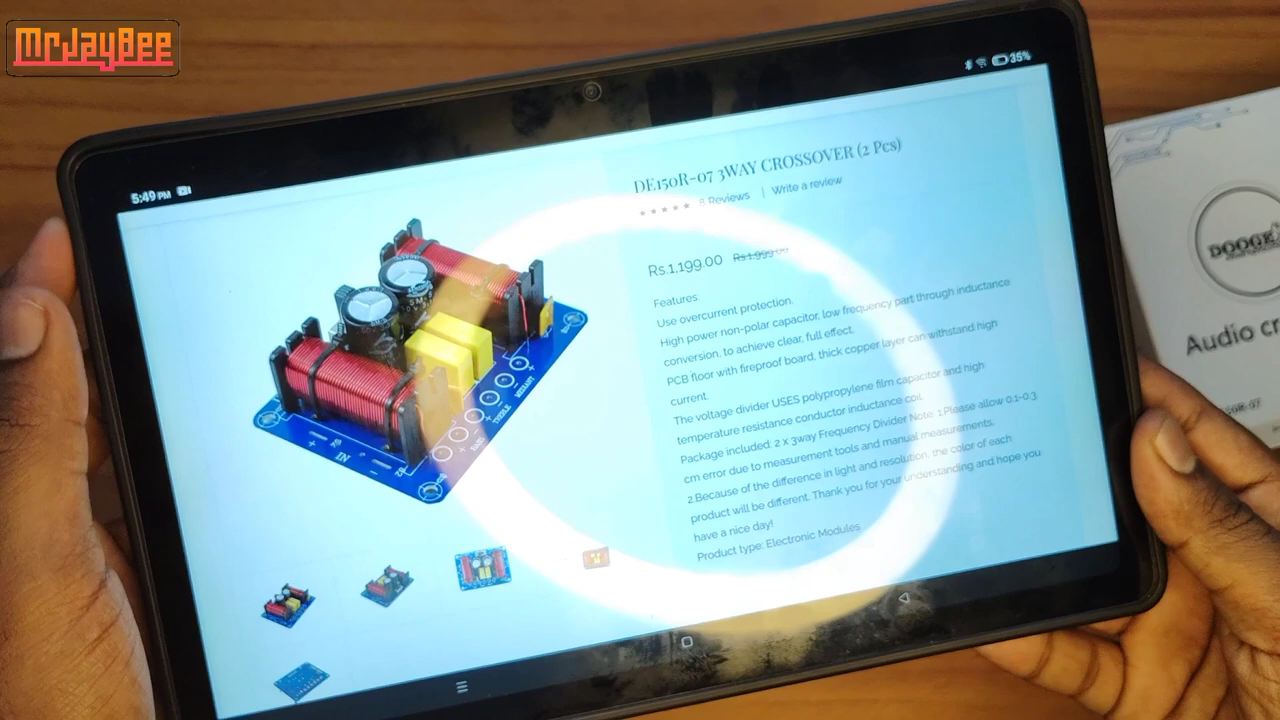 MrJayBee
5:49 PM
35%
DE150R-07 3WAY CROSSOVER (2 Pcs)
8 Reviews | Write a review
Rs.1,199.00 Rs.1,999.00
Features:
Use overcurrent protection.
High power non-polar capacitor, low frequency part through inductance
conversion, to achieve clear, full effect.
PCB floor with fireproof board, thick copper layer can withstand high
current.
The voltage divider USES polypropylene film capacitor and high
temperature resistance conductor inductance coil.
Package included: 2 x 3way Frequency Divider Note: 1.Please allow 0.1-0.3
cm error due to measurement tools and manual measurements.
2.Because of the difference in light and resolution, the color of each
product will be different. Thank you for your understanding and hope you
have a nice day!
Product type: Electronic Modules
IN
BASS
TREBLE
MEDIANT
DOOGE
Audio cr